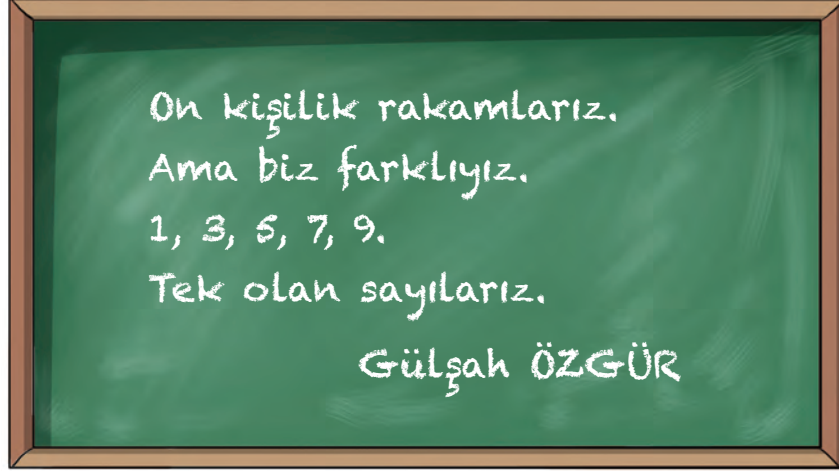 On kişilik rakamlarız.
Ama biz farklıyız.
1, 3, 5, 7, 9.
Tek olan sayılarız.
Gülşah ÖZGÜR